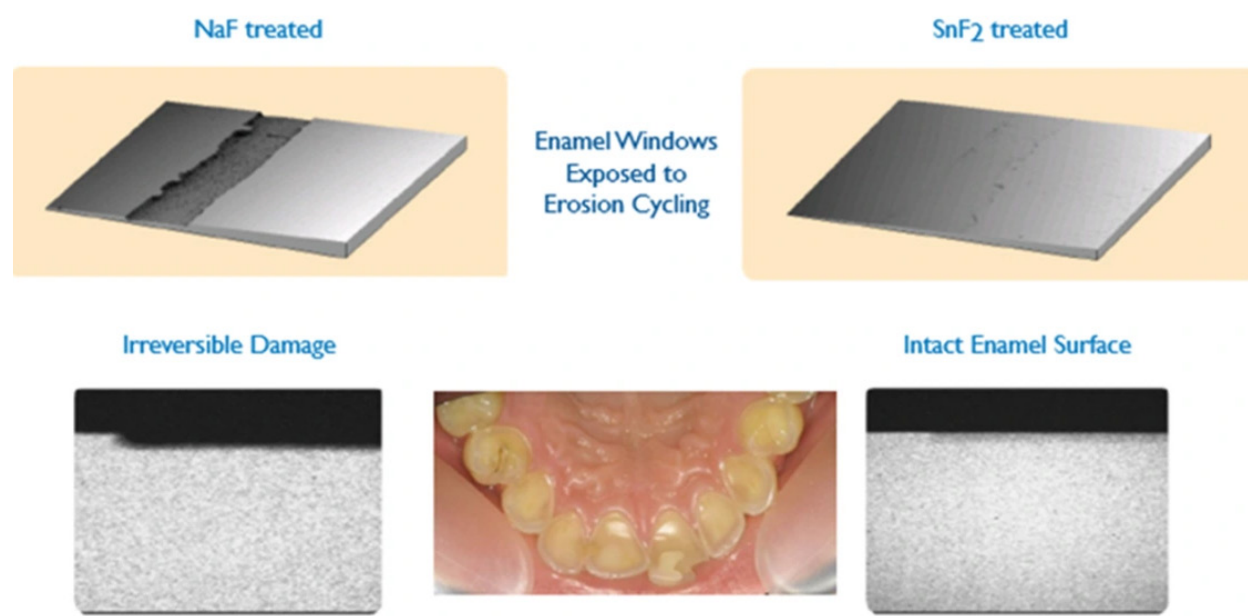 NaF treated
SnF2 treated
Enamel Windows
Exposed to
Erosion Cycling
Irreversible Damage
Intact Enamel Surface